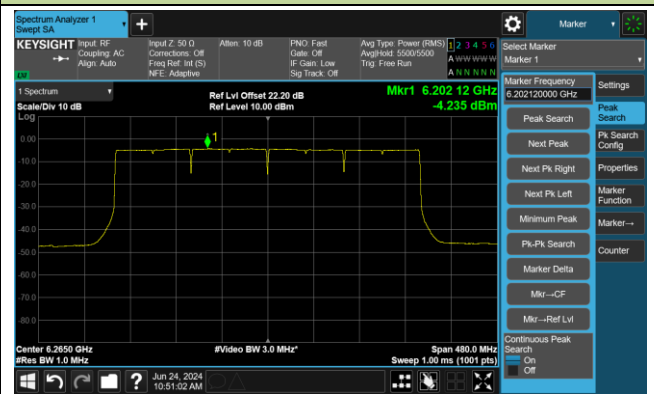 Spectrum Analyzer 1
Swept SA
+
Marker
KEYSIGHT
Input: RF
Coupling: AC
Align: Auto
Input Z: 50 Ω
Corrections: Off
Freq Ref: Int (S)
NFE: Adaptive
Atten: 10 dB
PNO: Fast
Gate: Off
IF Gain: Low
Sig Track: Off
Avg Type: Power (RMS)
Avg|Hold: 5500/5500
Trig: Free Run
1 2 3 4 5 6
A W W W W W
A N N N N N
LXI
Select Marker
Marker 1
1 Spectrum
Scale/Div 10 dB
Log
Ref Lvl Offset 22.20 dB
Ref Level 10.00 dBm
Mkr1 6.202 12 GHz
-4.235 dBm
1
0.00
-10.0
-20.0
-30.0
-40.0
-50.0
-60.0
-70.0
-80.0
Center 6.2650 GHz
#Res BW 1.0 MHz
#Video BW 3.0 MHz*
Span 480.0 MHz
Sweep 1.00 ms (1001 pts)
Marker Frequency
6.202120000 GHz
Peak Search
Next Peak
Next Pk Right
Next Pk Left
Minimum Peak
Pk-Pk Search
Marker Delta
Mkr→CF
Mkr→Ref Lvl
Continuous Peak
Search
On
Off
Settings
Peak
Search
Pk Search
Config
Properties
Marker
Function
Marker→
Counter
?
Jun 24, 2024
10:51:02 AM